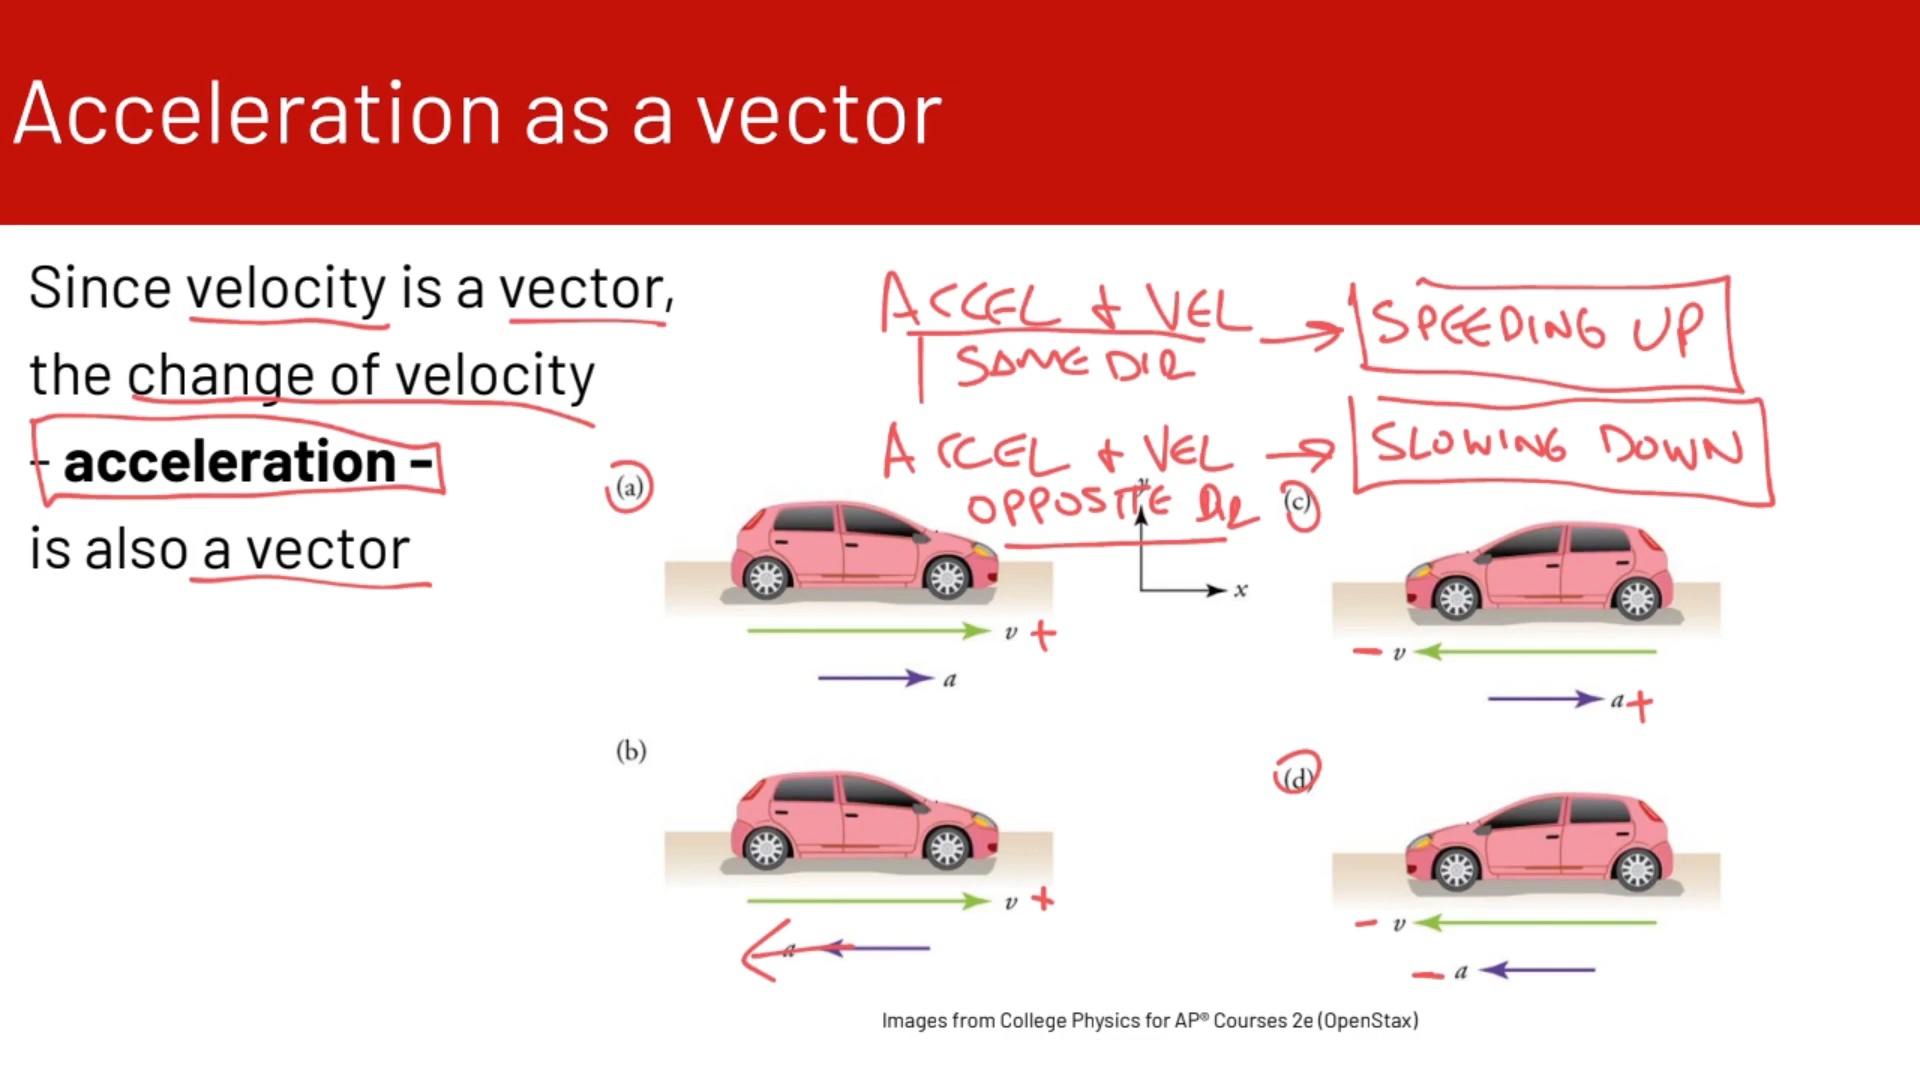 Acceleration as a vector
Since velocity is a vector,
the change of velocity
- acceleration -
is also a vector
ACCEL + VEL → SPEEDING UP
SAME DIR
ACCEL + VEL → SLOWING DOWN
OPPOSITE DIR
(a)
v +
a
y
x
(c)
- v
a +
(b)
v +
a
(d)
- v
- a
Images from College Physics for AP® Courses 2e (OpenStax)